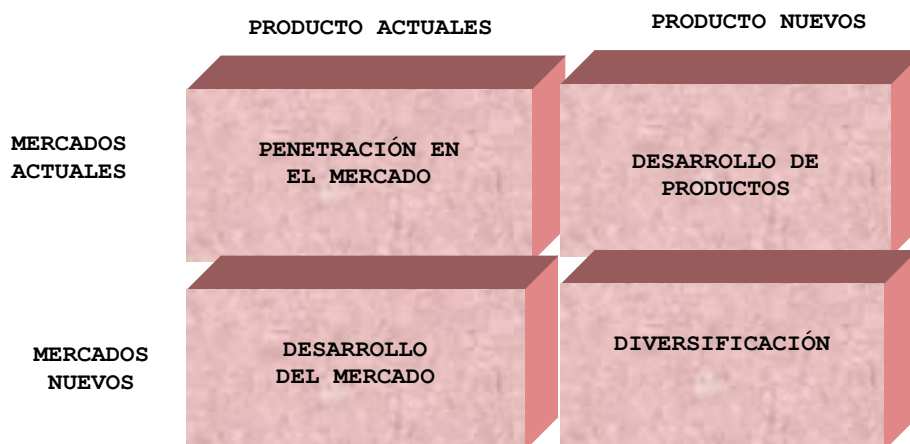 PRODUCTO ACTUALES
PRODUCTO NUEVOS
MERCADOS
ACTUALES
PENETRACIÓN EN
EL MERCADO
DESARROLLO DE
PRODUCTOS
MERCADOS
NUEVOS
DESARROLLO
DEL MERCADO
DIVERSIFICACIÓN